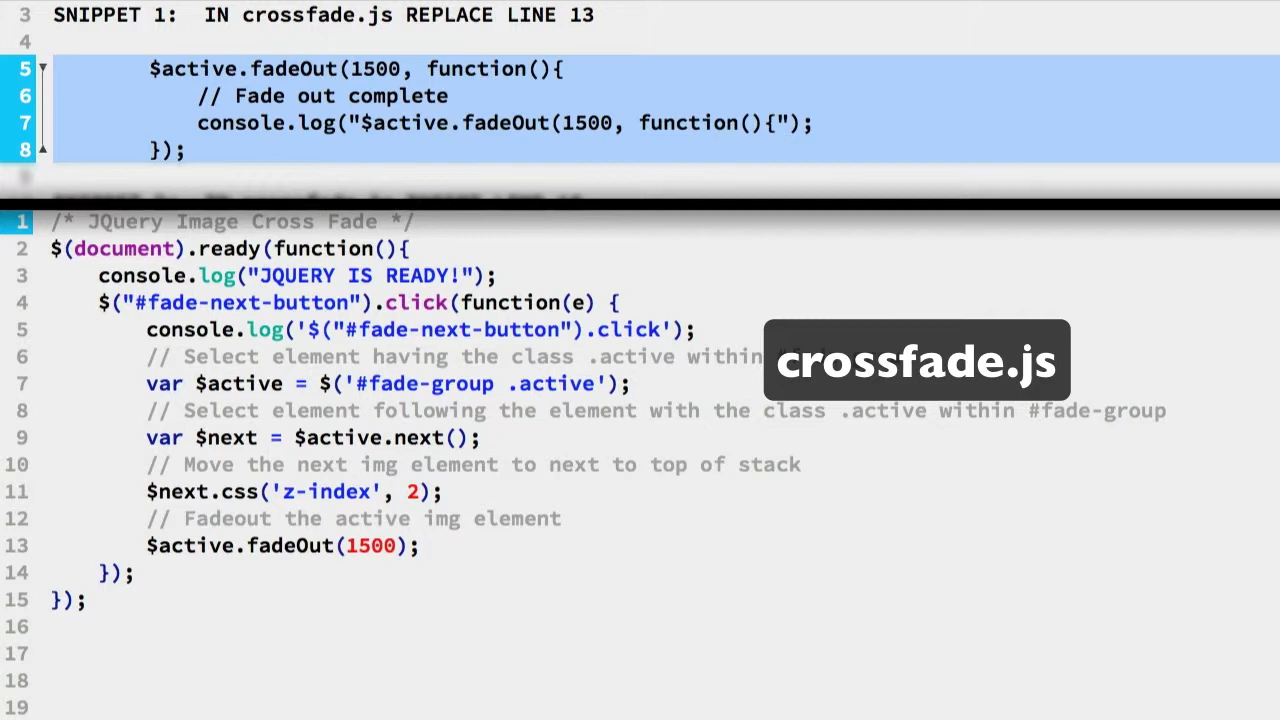 3 SNIPPET 1: IN crossfade.js REPLACE LINE 13
4
5 $active.fadeOut(1500, function(){
6 // Fade out complete
7 console.log("$active.fadeOut(1500, function(){");
8 });
1 /* JQuery Image Cross Fade */
2 $(document).ready(function(){
3 console.log("JQUERY IS READY!");
4 $("#fade-next-button").click(function(e) {
5 console.log('$("#fade-next-button").click');
6 // Select element having the class .active within
crossfade.js
7 var $active = $('#fade-group .active');
8 // Select element following the element with the class .active within #fade-group
9 var $next = $active.next();
10 // Move the next img element to next to top of stack
11 $next.css('z-index', 2);
12 // Fadeout the active img element
13 $active.fadeOut(1500);
14 });
15 });
16
17
18
19